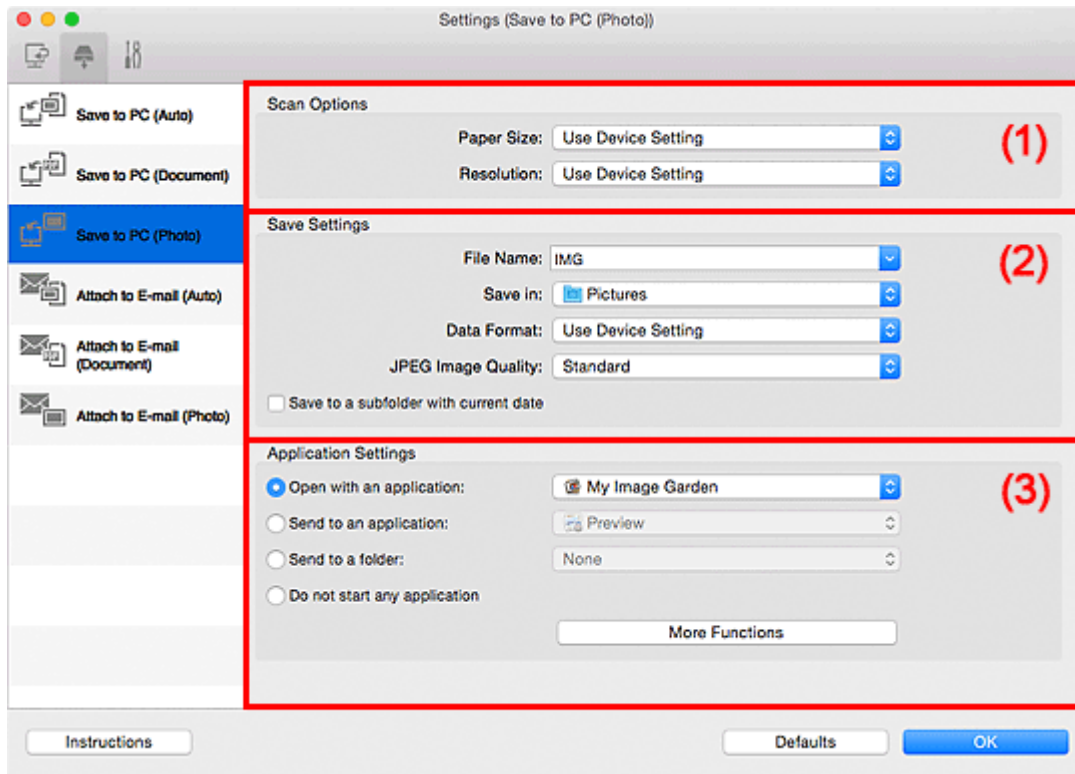 Settings (Save to PC (Photo))
Save to PC (Auto)
Save to PC (Document)
Save to PC (Photo)
Attach to E-mail (Auto)
Attach to E-mail
(Document)
Attach to E-mail (Photo)
Scan Options
(1)
Paper Size: Use Device Setting
Resolution: Use Device Setting
Save Settings
(2)
File Name: IMG
Save in: Pictures
Data Format: Use Device Setting
JPEG Image Quality: Standard
Save to a subfolder with current date
Application Settings
(3)
Open with an application: My Image Garden
Send to an application: Preview
Send to a folder: None
Do not start any application
More Functions
Instructions
Defaults
OK